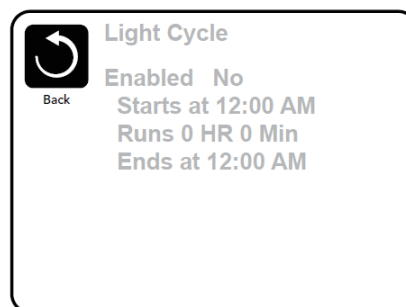 Light Cycle
Enabled No
Back
Starts at 12:00 AM
Runs 0 HR 0 Min
Ends at 12:00 AM